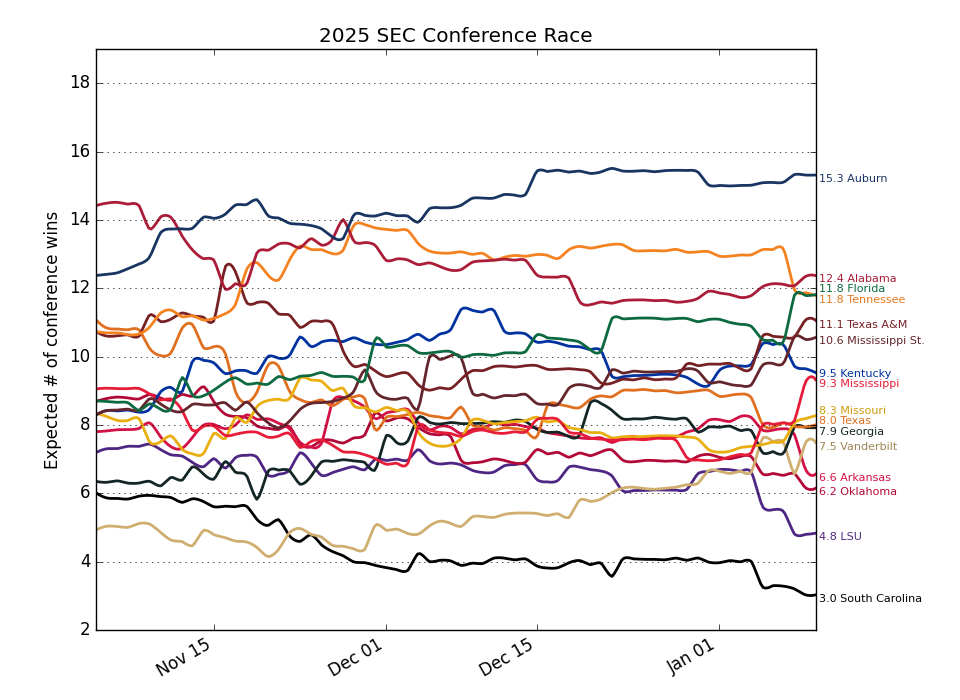 2025 SEC Conference Race
Expected # of conference wins
18
16
14
12
10
8
6
4
2
Nov 15
Dec 01
Dec 15
Jan 01
15.3 Auburn
12.4 Alabama
11.8 Florida
11.8 Tennessee
11.1 Texas A&M
10.6 Mississippi St.
9.5 Kentucky
9.3 Mississippi
8.3 Missouri
8.0 Texas
7.9 Georgia
7.5 Vanderbilt
6.6 Arkansas
6.2 Oklahoma
4.8 LSU
3.0 South Carolina